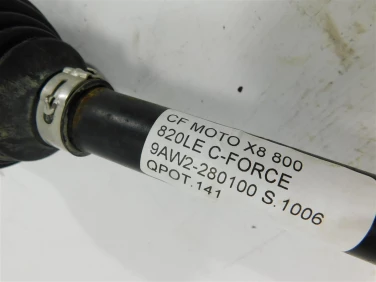 CF MOTO X8 800
820LE C-FORCE
9AW2-280100 S.1006
QPOT.141